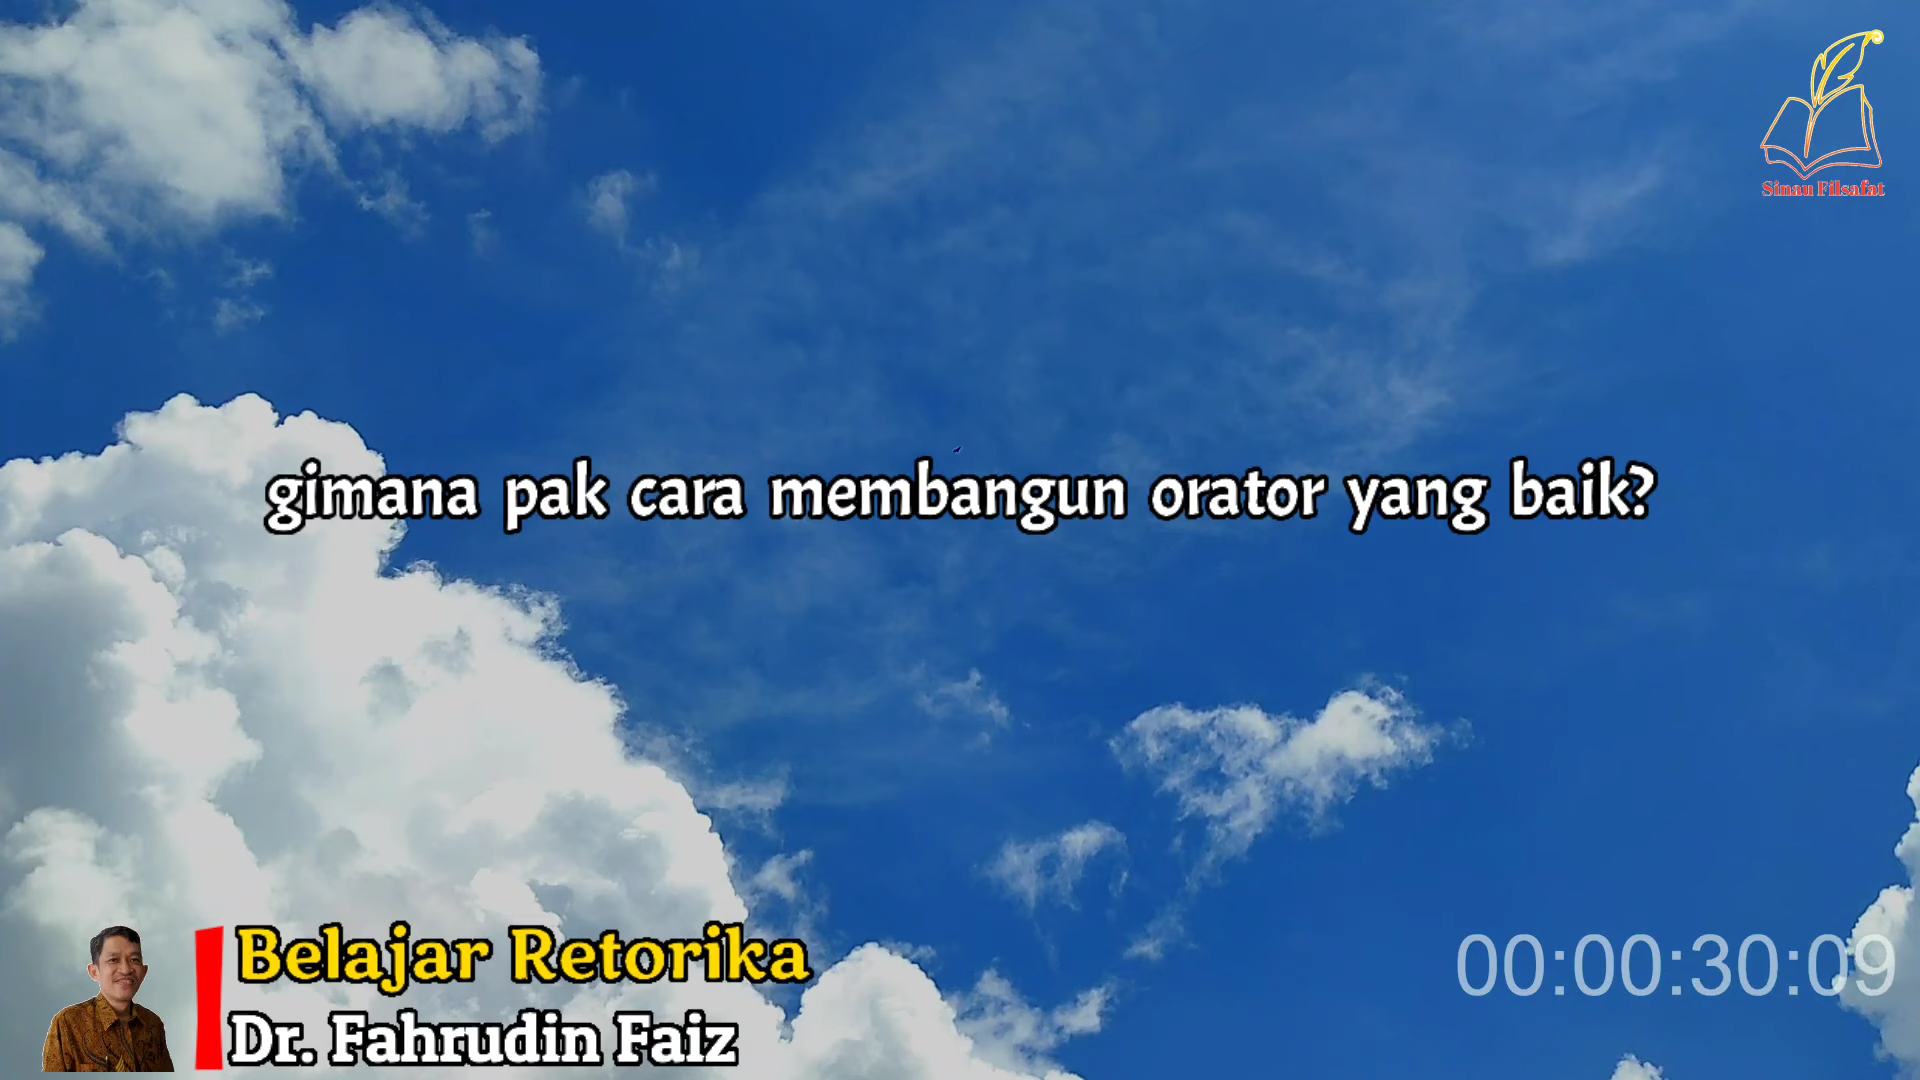 Sinau Filsafat
gimana pak cara membangun orator yang baik?
Belajar Retorika
Dr. Fahrudin Faiz
00:00:30:09